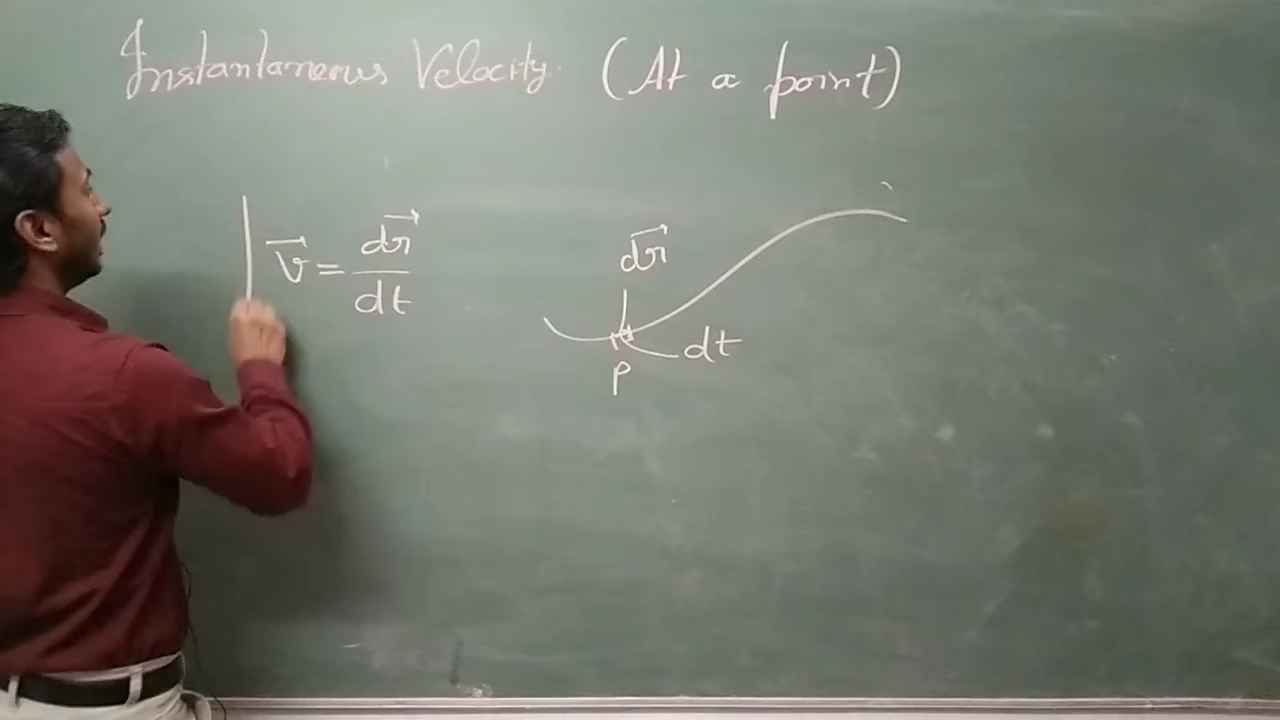 Instantaneous Velocity. (At a point)
v⃗ = dr⃗/dt
dr⃗
dt
P